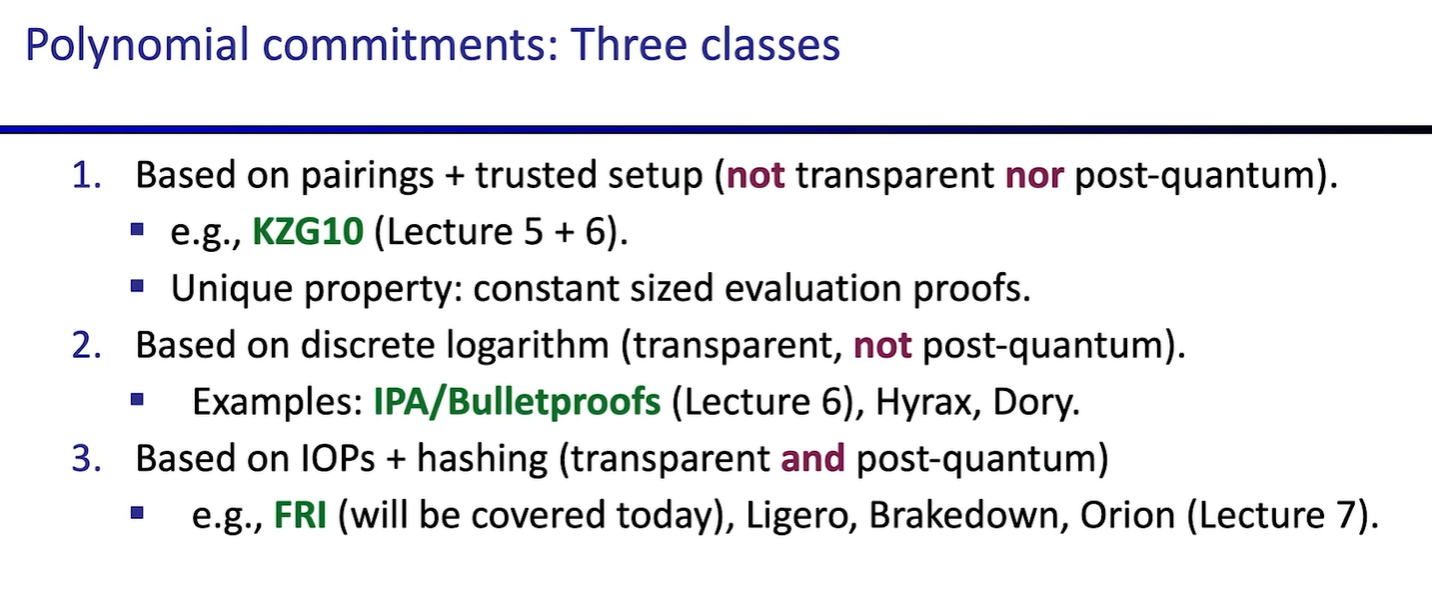 Polynomial commitments: Three classes
1. Based on pairings + trusted setup (not transparent nor post-quantum).
▪ e.g., KZG10 (Lecture 5 + 6).
▪ Unique property: constant sized evaluation proofs.
2. Based on discrete logarithm (transparent, not post-quantum).
▪ Examples: IPA/Bulletproofs (Lecture 6), Hyrax, Dory.
3. Based on IOPs + hashing (transparent and post-quantum)
▪ e.g., FRI (will be covered today), Ligero, Brakedown, Orion (Lecture 7).